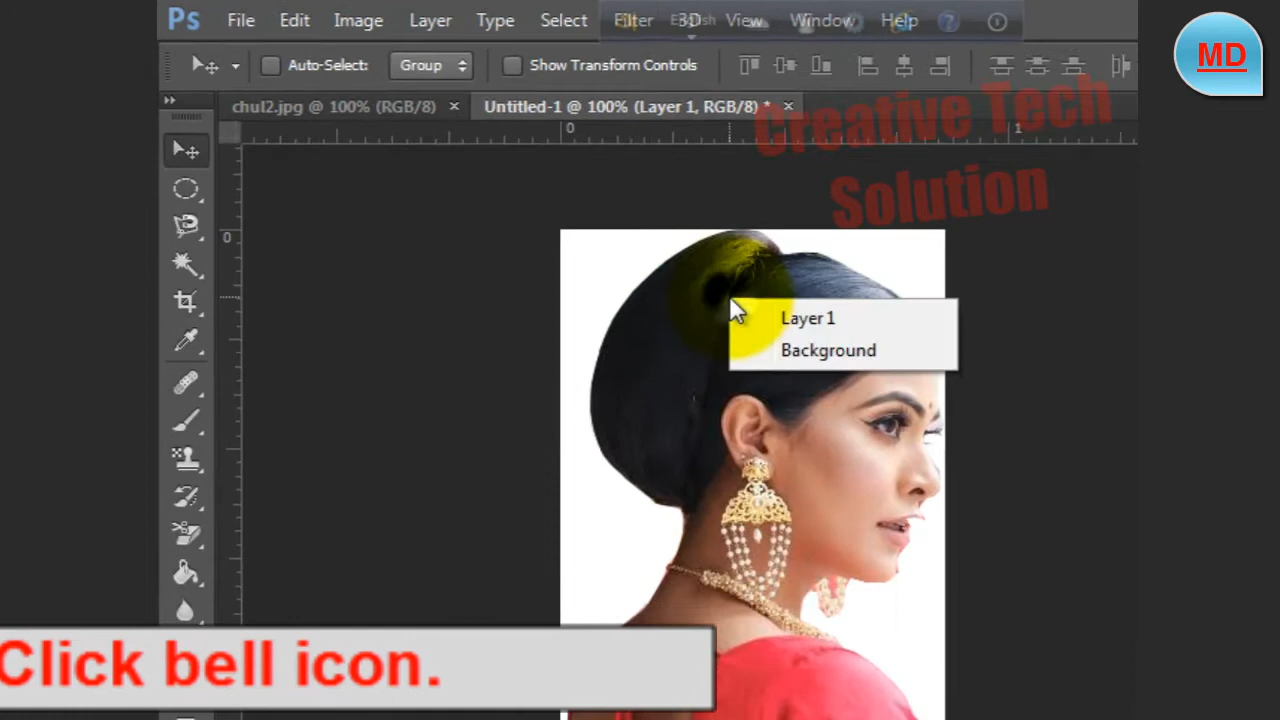 Ps File Edit Image Layer Type Select Filter 3D View Window Help
English
MD
Auto-Select: Group Show Transform Controls
chul2.jpg @ 100% (RGB/8) × Untitled-1 @ 100% (Layer 1, RGB/8) * ×
Creative Tech
Solution
0 1
0
Layer 1
Background
Click bell icon.